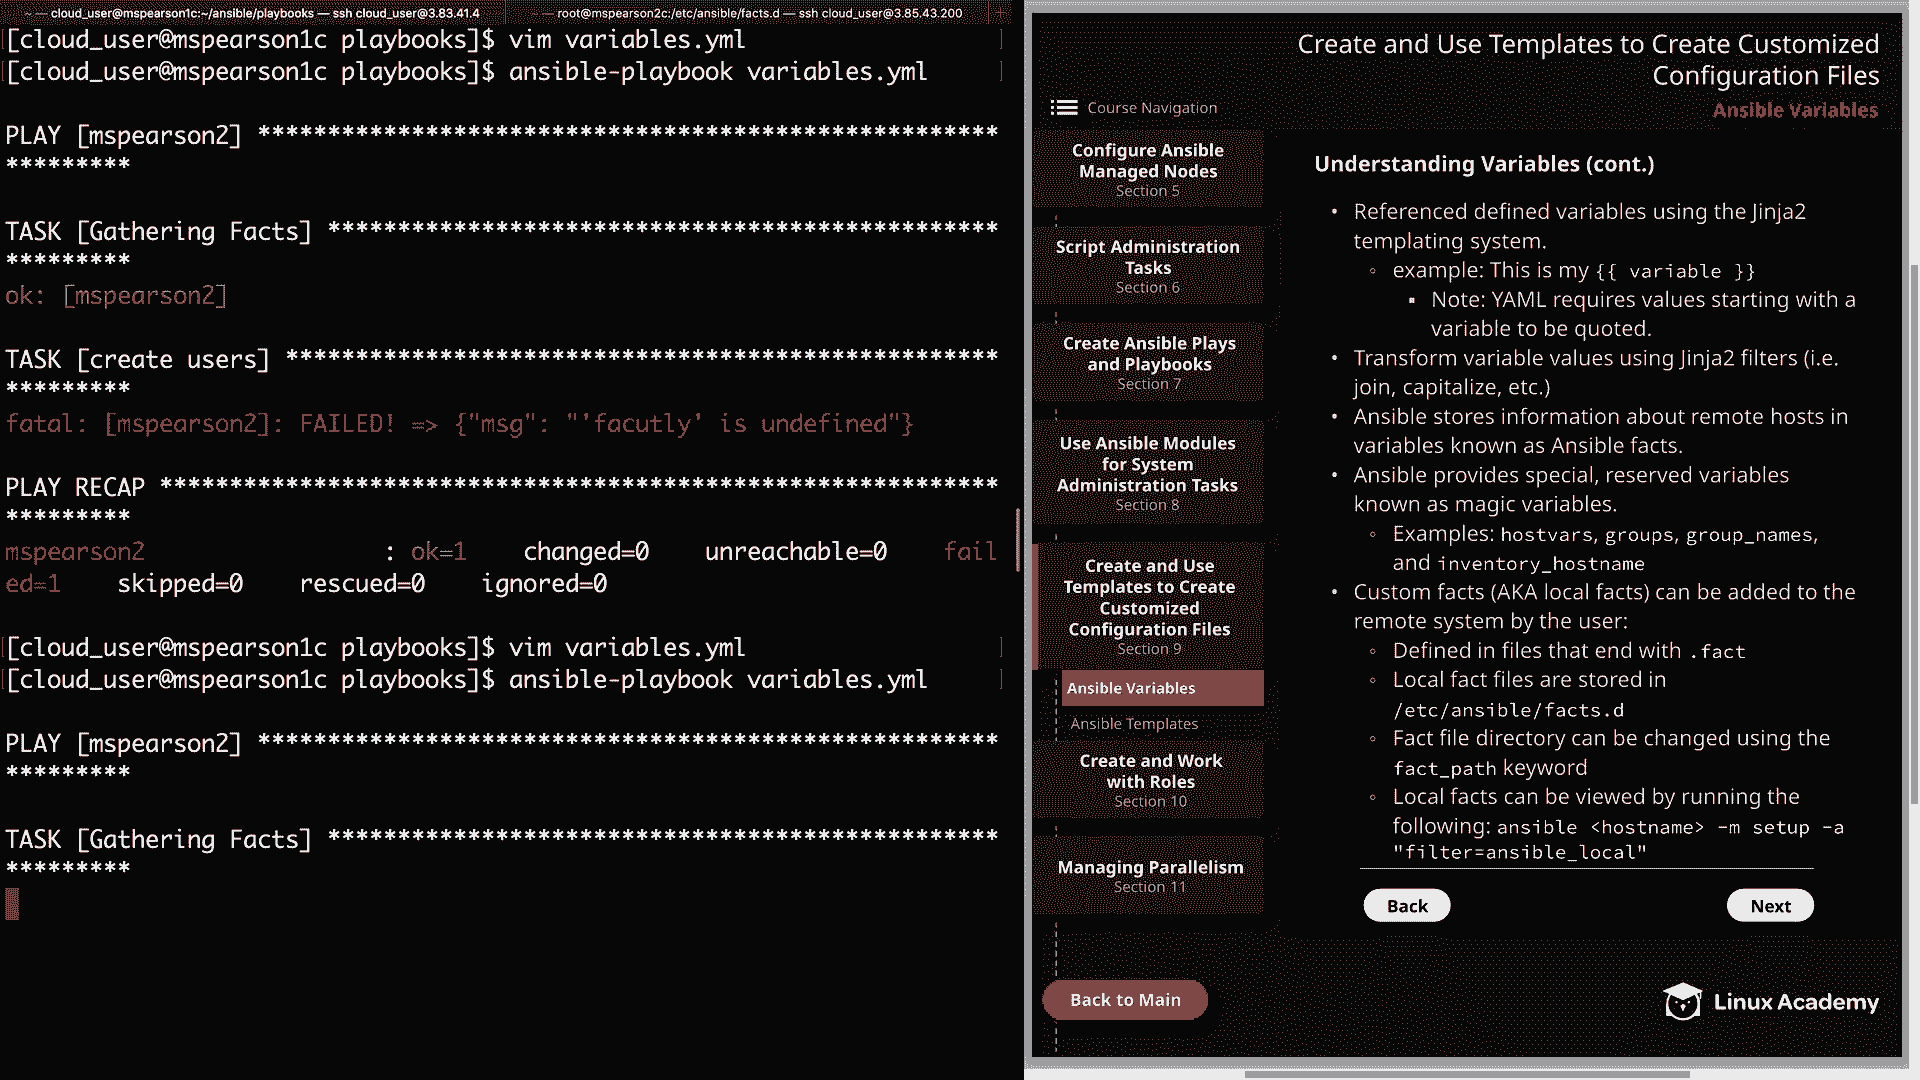 cloud_user@mspearson1c:~/ansible/playbooks — ssh cloud_user@3.83.41.4
root@mspearson2c:/etc/ansible/facts.d — ssh cloud_user@3.85.43.200
[cloud_user@mspearson1c playbooks]$ vim variables.yml
[cloud_user@mspearson1c playbooks]$ ansible-playbook variables.yml
PLAY [mspearson2] *****************************************************
*********
TASK [Gathering Facts] ************************************************
*********
ok: [mspearson2]
TASK [create users] ***************************************************
*********
fatal: [mspearson2]: FAILED! => {"msg": "'facutly' is undefined"}
PLAY RECAP ************************************************************
*********
mspearson2                 : ok=1    changed=0    unreachable=0    fail
ed=1    skipped=0    rescued=0    ignored=0
[cloud_user@mspearson1c playbooks]$ vim variables.yml
[cloud_user@mspearson1c playbooks]$ ansible-playbook variables.yml
PLAY [mspearson2] *****************************************************
*********
TASK [Gathering Facts] ************************************************
*********
Create and Use Templates to Create Customized
Configuration Files
Ansible Variables
Course Navigation
Configure Ansible
Managed Nodes
Section 5
Script Administration
Tasks
Section 6
Create Ansible Plays
and Playbooks
Section 7
Use Ansible Modules
for System
Administration Tasks
Section 8
Create and Use
Templates to Create
Customized
Configuration Files
Section 9
Ansible Variables
Ansible Templates
Create and Work
with Roles
Section 10
Managing Parallelism
Section 11
Back to Main
Understanding Variables (cont.)
• Referenced defined variables using the Jinja2
templating system.
◦ example: This is my {{ variable }}
▪ Note: YAML requires values starting with a
variable to be quoted.
• Transform variable values using Jinja2 filters (i.e.
join, capitalize, etc.)
• Ansible stores information about remote hosts in
variables known as Ansible facts.
• Ansible provides special, reserved variables
known as magic variables.
◦ Examples: hostvars, groups, group_names,
and inventory_hostname
• Custom facts (AKA local facts) can be added to the
remote system by the user:
◦ Defined in files that end with .fact
◦ Local fact files are stored in
/etc/ansible/facts.d
◦ Fact file directory can be changed using the
fact_path keyword
◦ Local facts can be viewed by running the
following: ansible <hostname> -m setup -a
"filter=ansible_local"
Back
Next
Linux Academy